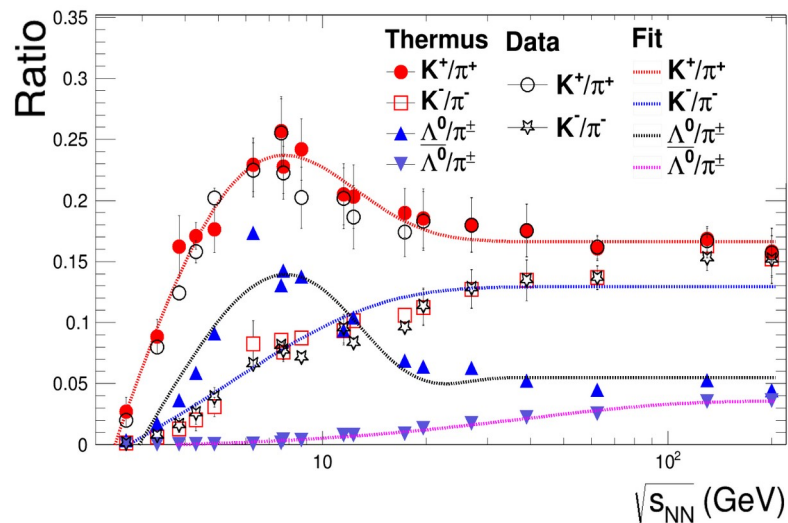 Ratio
0.35
0.3
0.25
0.2
0.15
0.1
0.05
0
10
10²
√s_NN (GeV)
Thermus
K⁺/π⁺
K⁻/π⁻
Λ⁰/π±
Λ̅⁰/π±
Data
K⁺/π⁺
K⁻/π⁻
Fit
K⁺/π⁺
K⁻/π⁻
Λ⁰/π±
Λ̅⁰/π±